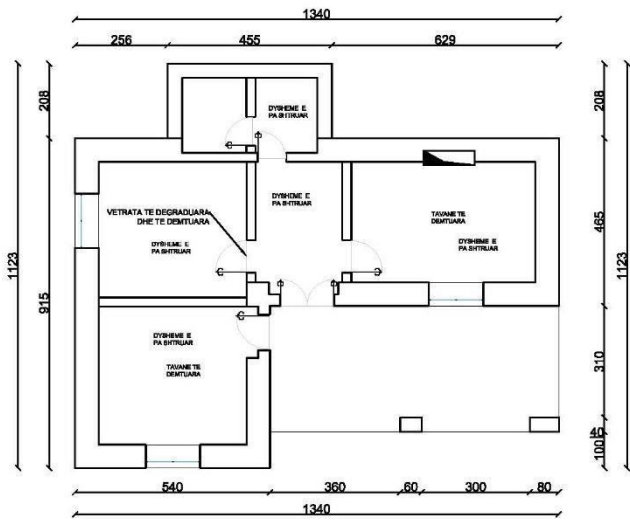 1340
256 455 629
208
208
DYSHEME E
PA SHTRUAR
VETRATA TE DEGRADUARA
DHE TE DEMTUARA
DYSHEME E
PA SHTRUAR
DYSHEME E
PA SHTRUAR
TAVANE TE
DEMTUARA
DYSHEME E
PA SHTRUAR
465
1123
915
1123
DYSHEME E
PA SHTRUAR
TAVANE TE
DEMTUARA
310
40
100
540 360 60 300 80
1340